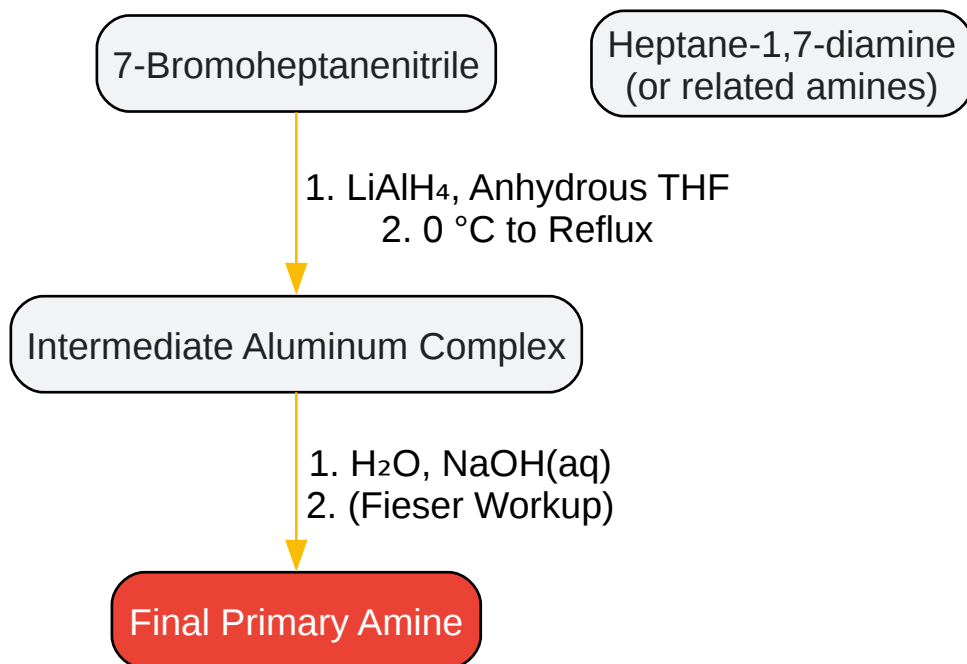 7-Bromoheptanenitrile
Heptane-1,7-diamine
(or related amines)
1. LiAlH₄, Anhydrous THF
2. 0 °C to Reflux
Intermediate Aluminum Complex
1. H₂O, NaOH(aq)
2. (Fieser Workup)
Final Primary Amine